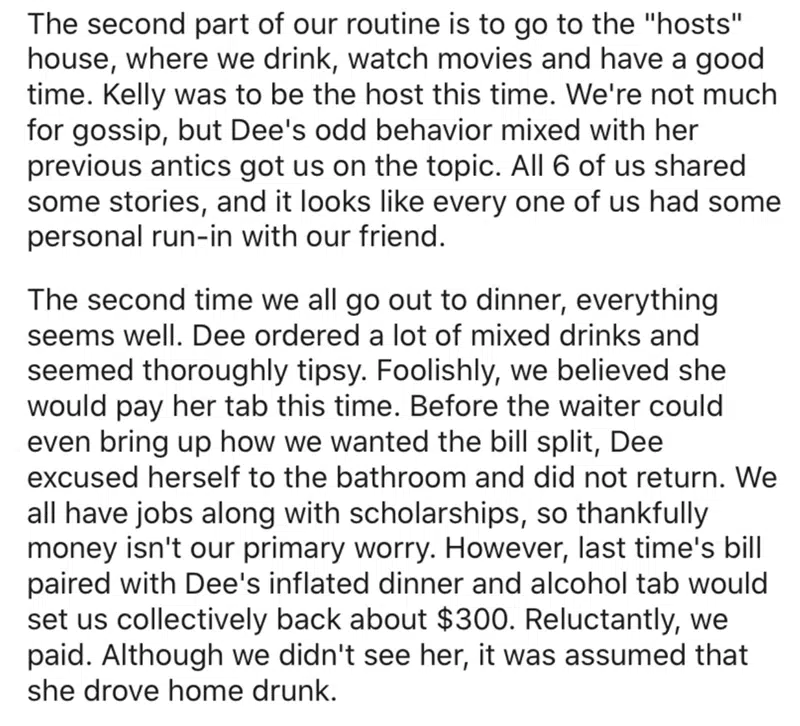 The second part of our routine is to go to the "hosts"
house, where we drink, watch movies and have a good
time. Kelly was to be the host this time. We're not much
for gossip, but Dee's odd behavior mixed with her
previous antics got us on the topic. All 6 of us shared
some stories, and it looks like every one of us had some
personal run-in with our friend.
The second time we all go out to dinner, everything
seems well. Dee ordered a lot of mixed drinks and
seemed thoroughly tipsy. Foolishly, we believed she
would pay her tab this time. Before the waiter could
even bring up how we wanted the bill split, Dee
excused herself to the bathroom and did not return. We
all have jobs along with scholarships, so thankfully
money isn't our primary worry. However, last time's bill
paired with Dee's inflated dinner and alcohol tab would
set us collectively back about $300. Reluctantly, we
paid. Although we didn't see her, it was assumed that
she drove home drunk.